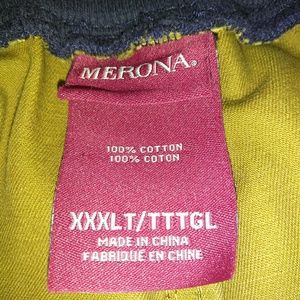 MERONA®
100% COTTON
100% COTON
XXXLT/TTTGL
MADE IN CHINA
FABRIQUÉ EN CHINE